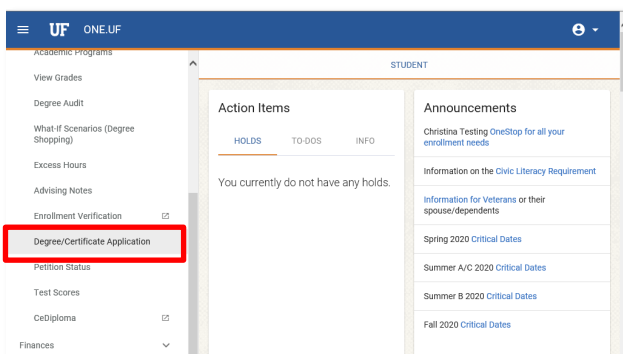 UF ONE.UF
Academic Programs
View Grades
Degree Audit
What-If Scenarios (Degree
Shopping)
Excess Hours
Advising Notes
Enrollment Verification
Degree/Certificate Application
Petition Status
Test Scores
CeDiploma
Finances
STUDENT
Action Items
HOLDS TO-DOS INFO
You currently do not have any holds.
Announcements
Christina Testing OneStop for all your
enrollment needs
Information on the Civic Literacy Requirement
Information for Veterans or their
spouse/dependents
Spring 2020 Critical Dates
Summer A/C 2020 Critical Dates
Summer B 2020 Critical Dates
Fall 2020 Critical Dates